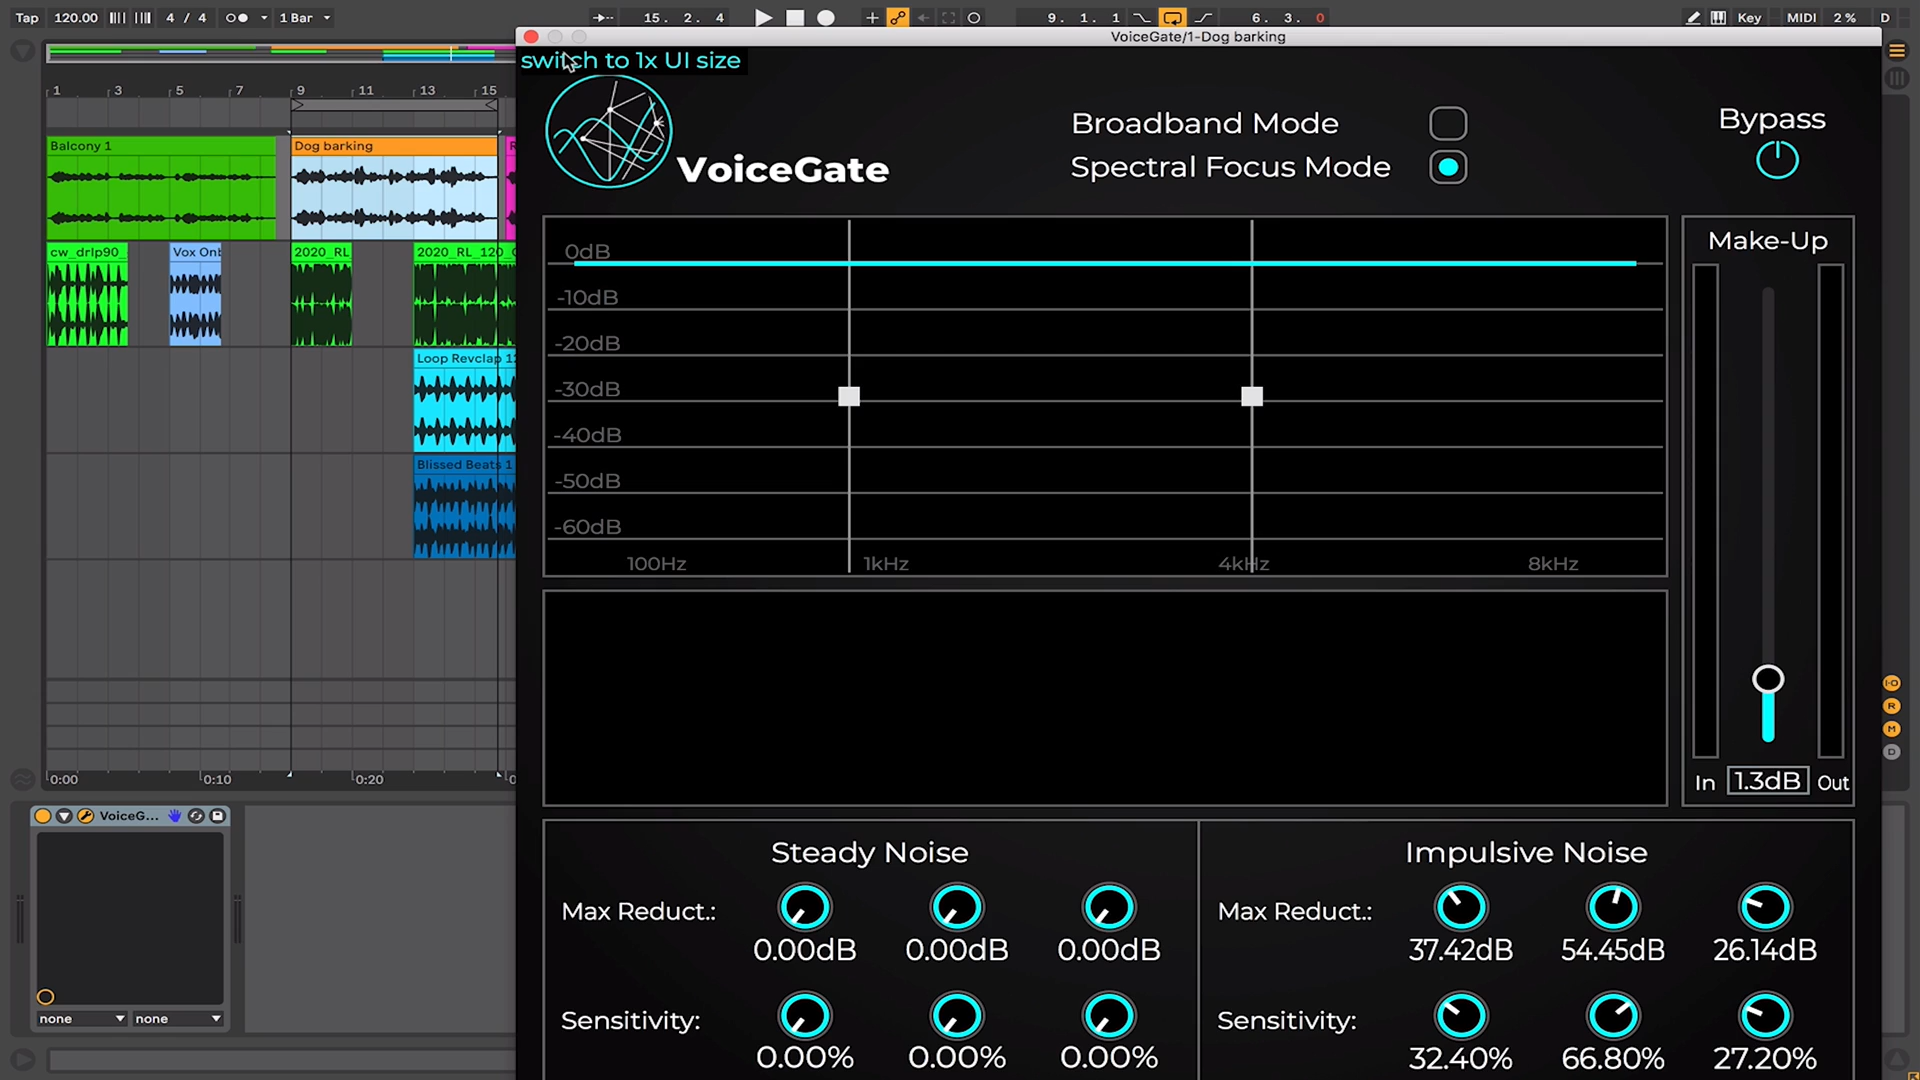 Tap 120.00 4 / 4 1 Bar 15. 2. 4 9. 1. 1 6. 3. 0 Key MIDI 2 % D
VoiceGate/1-Dog barking
switch to 1x UI size
1 3 5 7 9 11 13 15
Balcony 1 Dog barking
cw_drlp90 Vox Onl 2020_RL 2020_RL_120_
Loop Revclap 12
Blissed Beats 1
0:00 0:10 0:20
VoiceG...
none none
VoiceGate
Broadband Mode
Spectral Focus Mode
Bypass
0dB
-10dB
-20dB
-30dB
-40dB
-50dB
-60dB
100Hz 1kHz 4kHz 8kHz
Make-Up
In 1.3dB Out
Steady Noise
Max Reduct.:
0.00dB 0.00dB 0.00dB
Sensitivity:
0.00% 0.00% 0.00%
Impulsive Noise
Max Reduct.:
37.42dB 54.45dB 26.14dB
Sensitivity:
32.40% 66.80% 27.20%
I-O
R
M
D